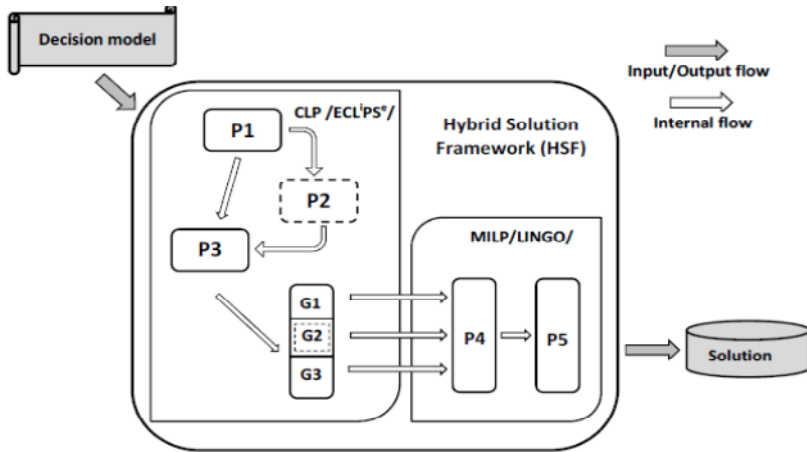 Decision model
Input/Output flow
Internal flow
CLP /ECLⁱPSᵉ/
Hybrid Solution
Framework (HSF)
P1
P2
P3
G1
G2
G3
MILP/LINGO/
P4
P5
Solution